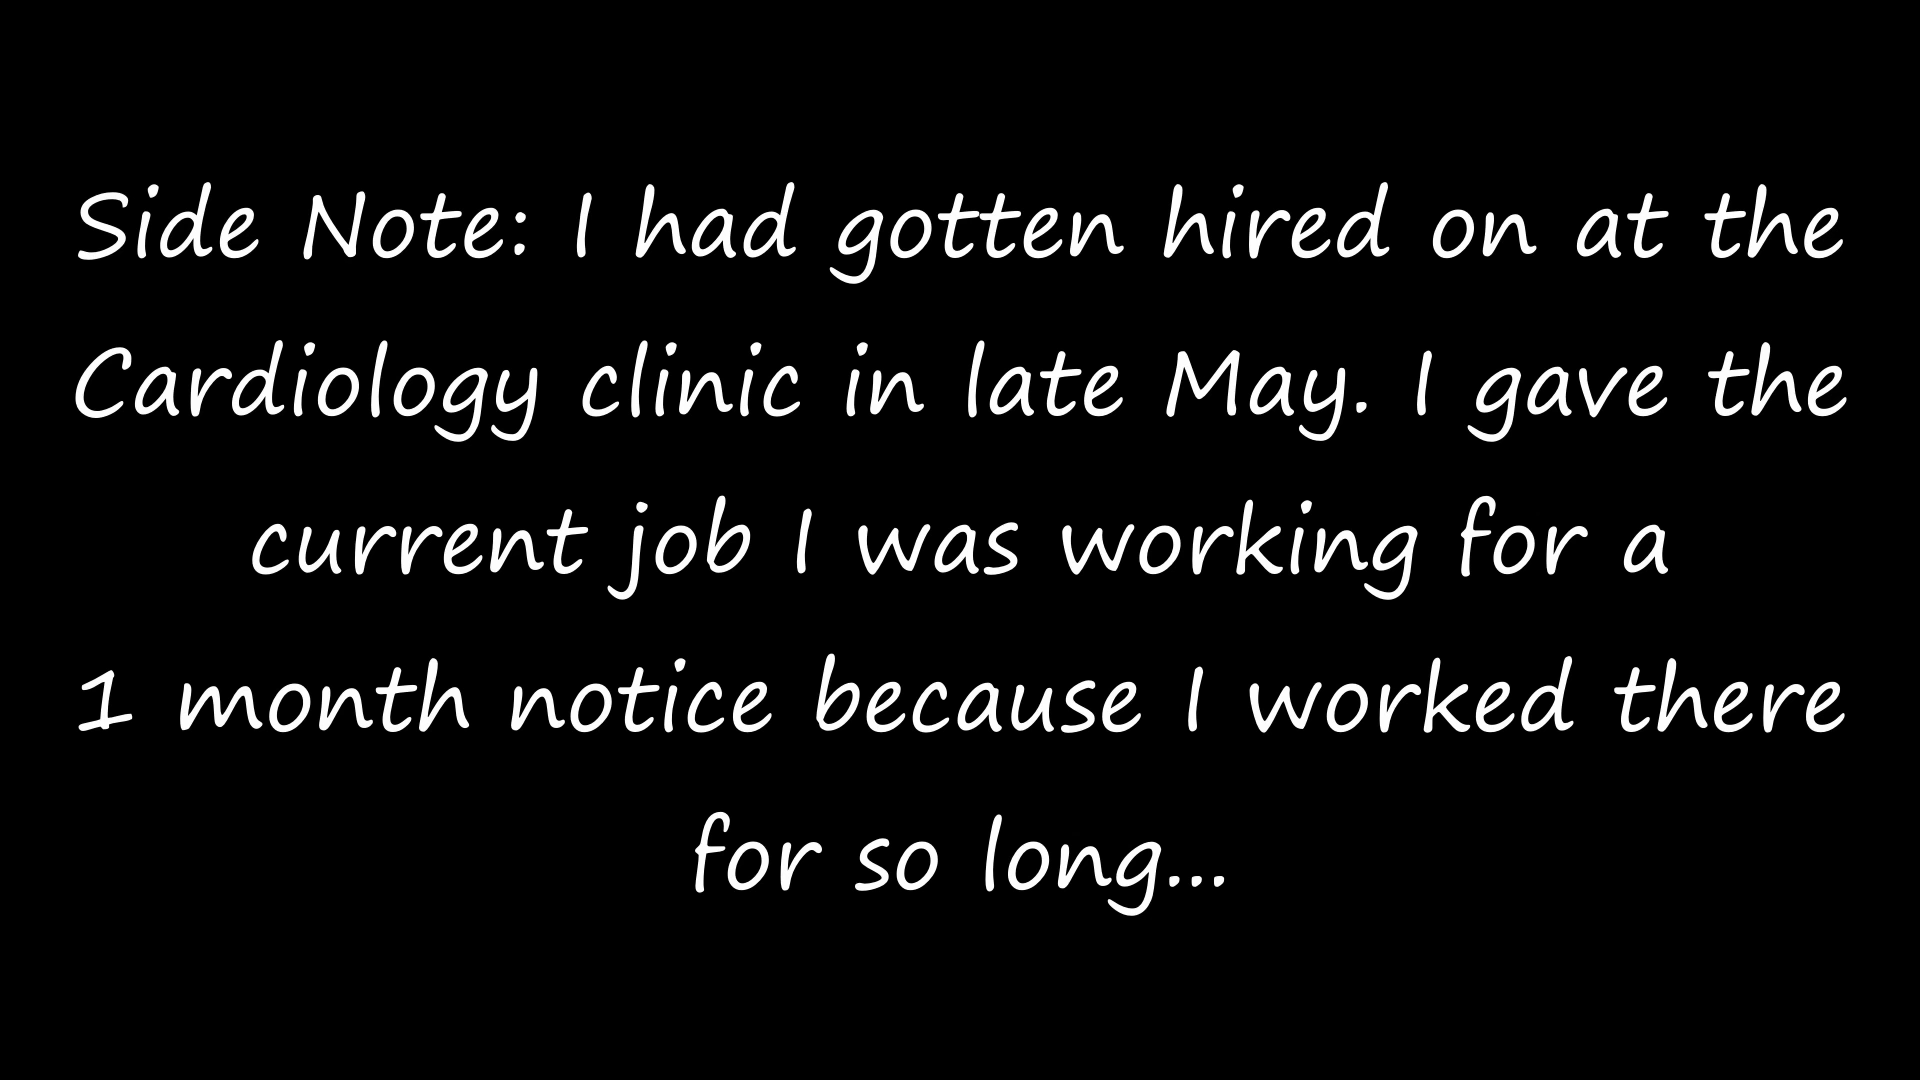 Side Note: I had gotten hired on at the
Cardiology clinic in late May. I gave the
current job I was working for a
1 month notice because I worked there
for so long...